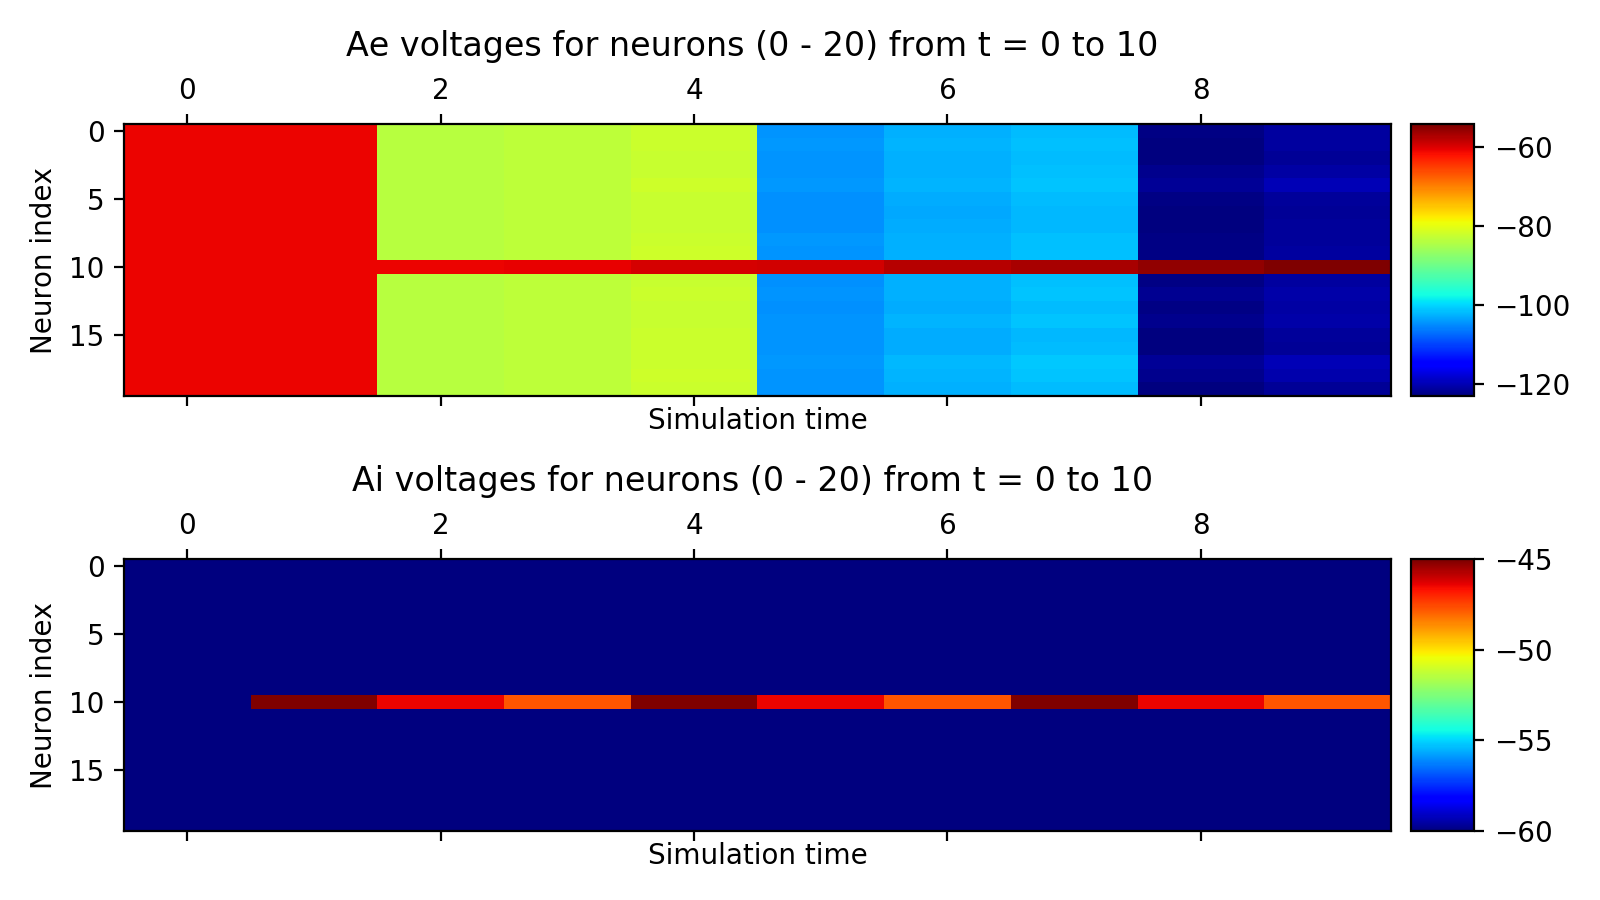 Ae voltages for neurons (0 - 20) from t = 0 to 10
0 2 4 6 8
Neuron index
0
5
10
15
−60
−80
−100
−120
Simulation time
Ai voltages for neurons (0 - 20) from t = 0 to 10
0 2 4 6 8
Neuron index
0
5
10
15
−45
−50
−55
−60
Simulation time